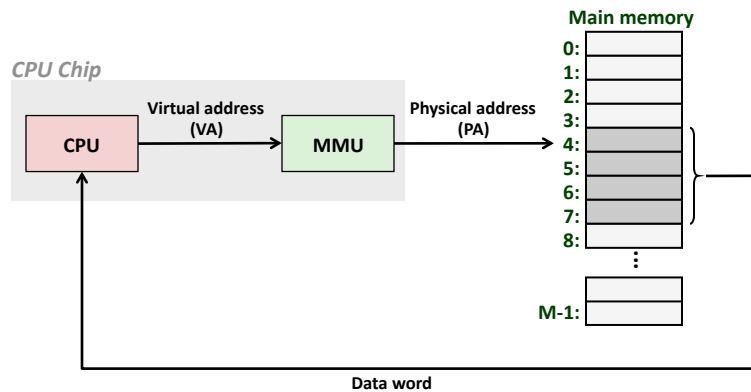 Main memory
0:
CPU Chip
1:
Virtual address
(VA)
Physical address
(PA)
2:
3:
CPU
MMU
4:
5:
6:
7:
8:
...
M-1:
Data word